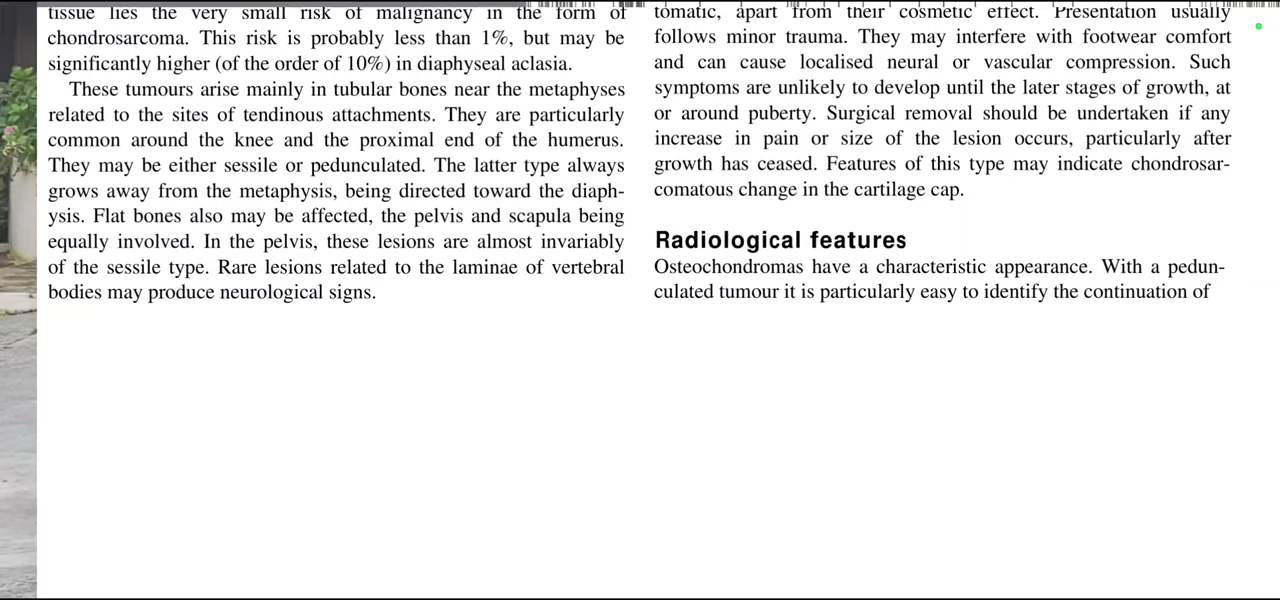 tissue lies the very small risk of malignancy in the form of
chondrosarcoma. This risk is probably less than 1%, but may be
significantly higher (of the order of 10%) in diaphyseal aclasia.
These tumours arise mainly in tubular bones near the metaphyses
related to the sites of tendinous attachments. They are particularly
common around the knee and the proximal end of the humerus.
They may be either sessile or pedunculated. The latter type always
grows away from the metaphysis, being directed toward the diaph-
ysis. Flat bones also may be affected, the pelvis and scapula being
equally involved. In the pelvis, these lesions are almost invariably
of the sessile type. Rare lesions related to the laminae of vertebral
bodies may produce neurological signs.
tomatic, apart from their cosmetic effect. Presentation usually
follows minor trauma. They may interfere with footwear comfort
and can cause localised neural or vascular compression. Such
symptoms are unlikely to develop until the later stages of growth, at
or around puberty. Surgical removal should be undertaken if any
increase in pain or size of the lesion occurs, particularly after
growth has ceased. Features of this type may indicate chondrosar-
comatous change in the cartilage cap.
Radiological features
Osteochondromas have a characteristic appearance. With a pedun-
culated tumour it is particularly easy to identify the continuation of